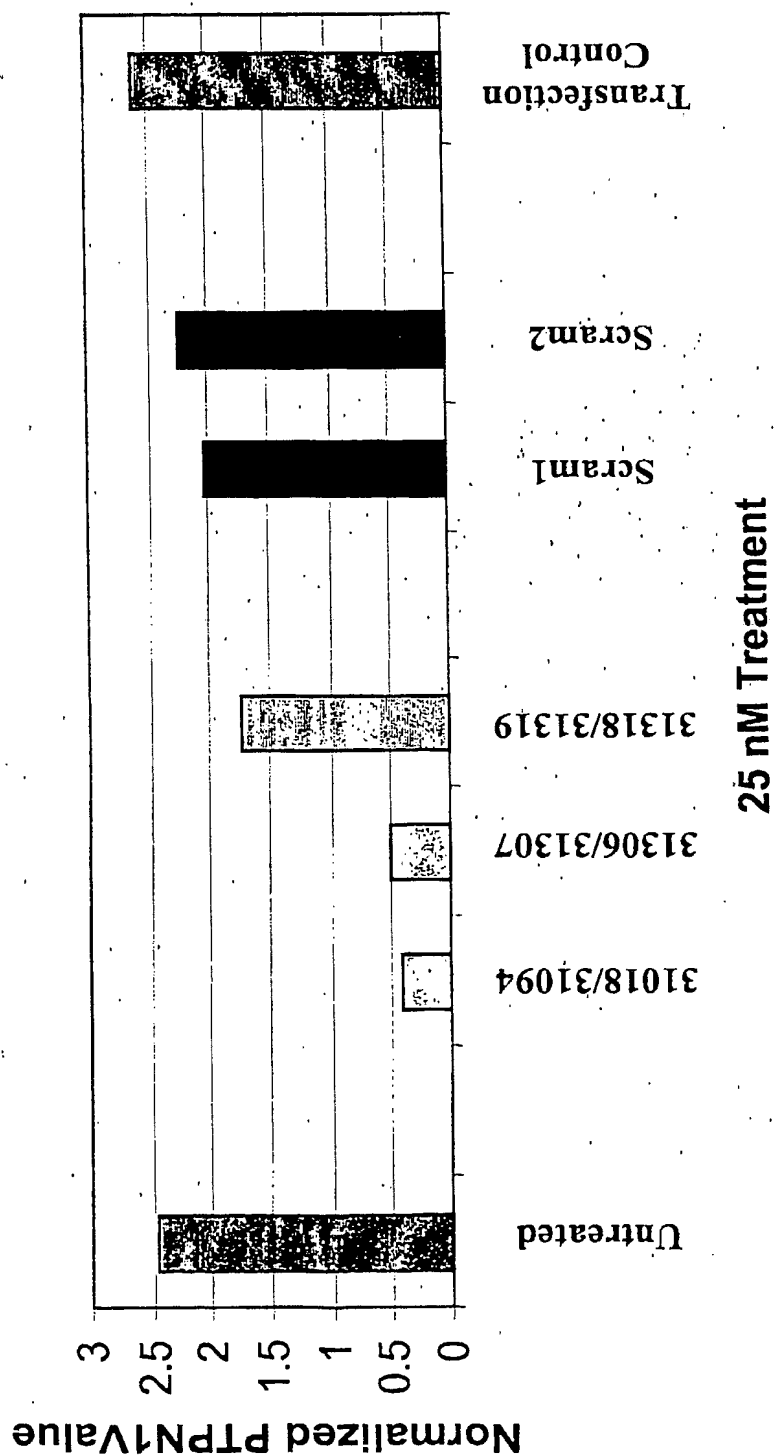 Normalized PTPN1Value
3
2.5
2
1.5
1
0.5
0
Untreated
31018/31094
31306/31307
31318/31319
Scram1
Scram2
Transfection
Control
25 nM Treatment